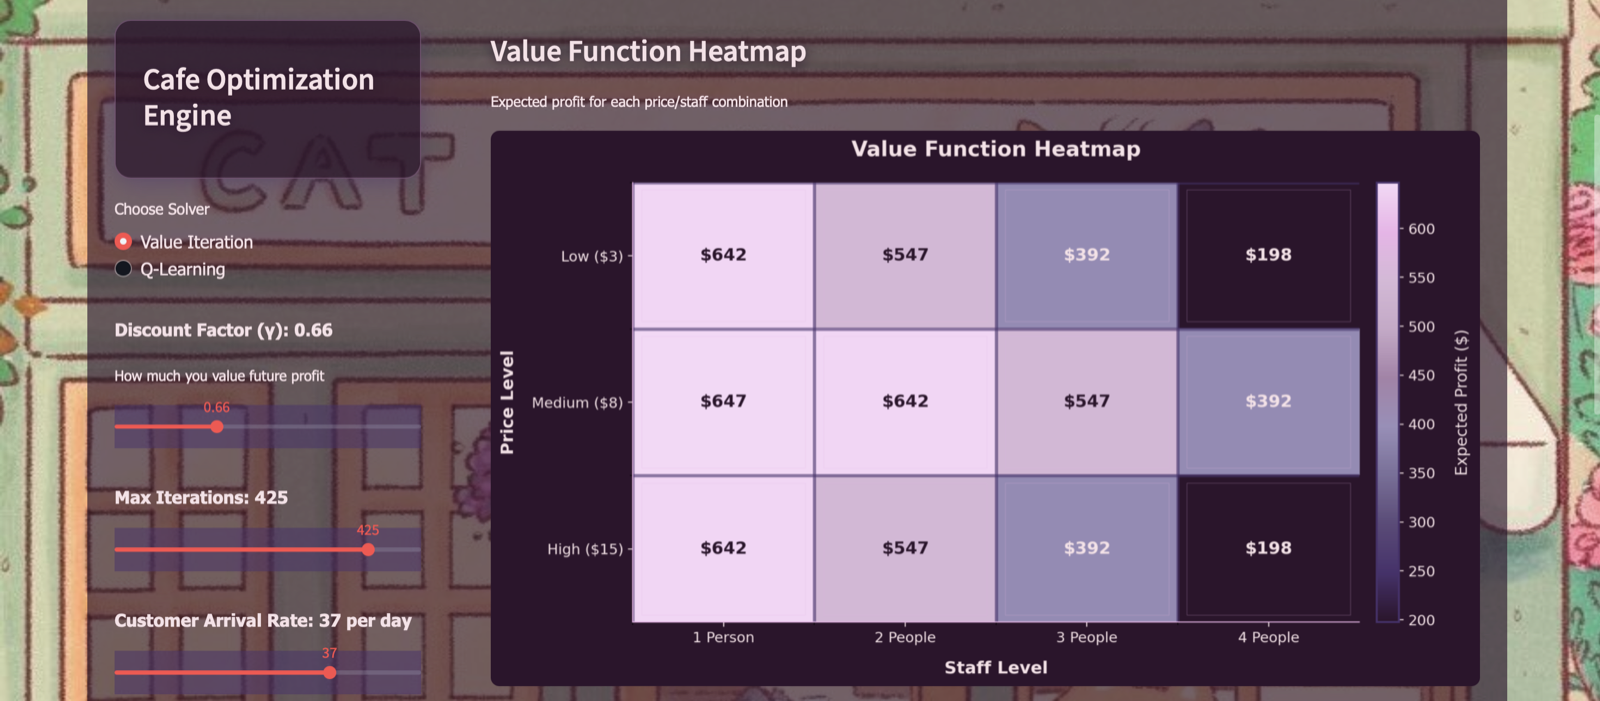 Cafe Optimization
Engine
CAT
Choose Solver
Value Iteration
Q-Learning
Discount Factor (γ): 0.66
How much you value future profit
0.66
Max Iterations: 425
425
Customer Arrival Rate: 37 per day
37
Value Function Heatmap
Expected profit for each price/staff combination
Value Function Heatmap
Price Level
Low ($3)
$642 $547 $392 $198
Medium ($8)
$647 $642 $547 $392
High ($15)
$642 $547 $392 $198
1 Person 2 People 3 People 4 People
Staff Level
600
550
500
450
400
350
300
250
200
Expected Profit ($)